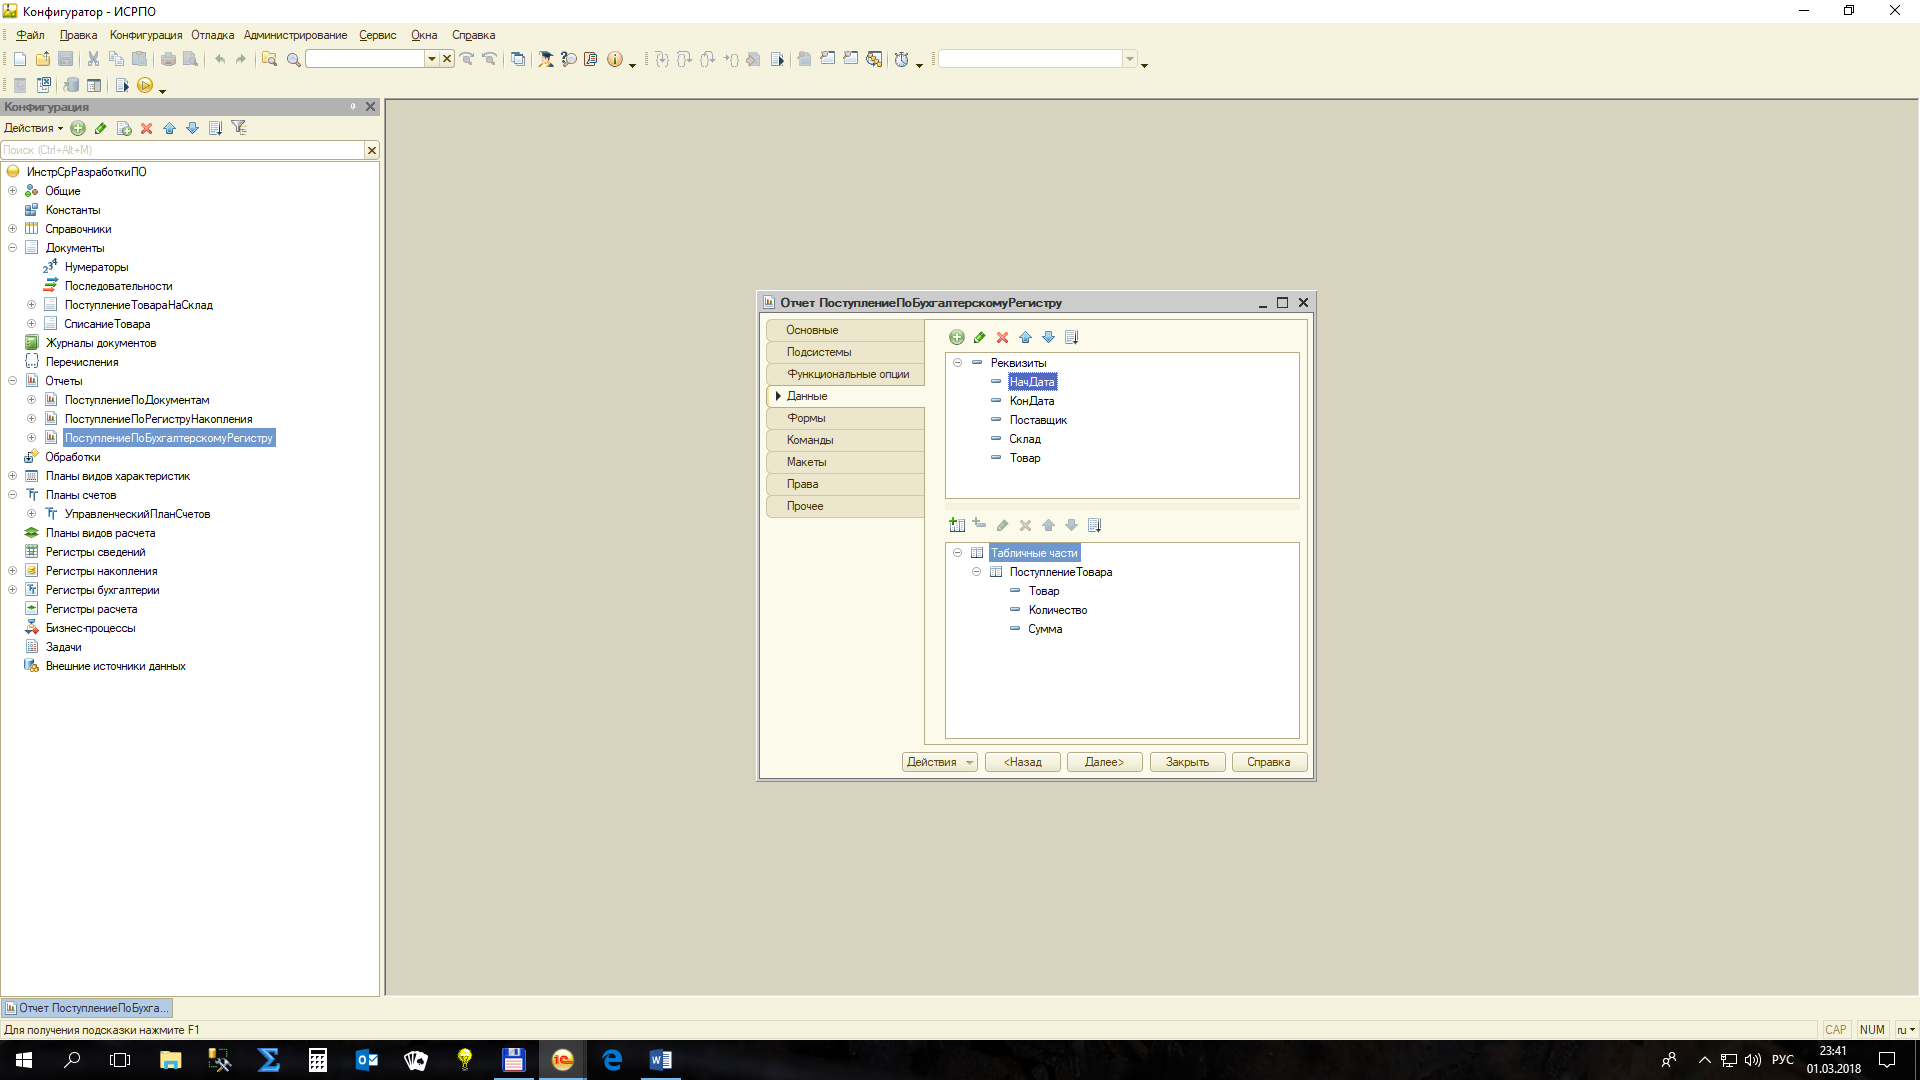 Конфигуратор - ИСРПО
Файл Правка Конфигурация Отладка Администрирование Сервис Окна Справка
Конфигурация
Действия
Поиск (Ctrl+Alt+M)
ИнстрСрРазработкиПО
Общие
Константы
Справочники
Документы
Нумераторы
Последовательности
ПоступлениеТовараНаСклад
СписаниеТовара
Журналы документов
Перечисления
Отчеты
ПоступлениеПоДокументам
ПоступлениеПоРегиструНакопления
ПоступлениеПоБухгалтерскомуРегистру
Обработки
Планы видов характеристик
Планы счетов
УправленческийПланСчетов
Планы видов расчета
Регистры сведений
Регистры накопления
Регистры бухгалтерии
Регистры расчета
Бизнес-процессы
Задачи
Внешние источники данных
Отчет ПоступлениеПоБухгалтерскомуРегистру
Основные
Подсистемы
Функциональные опции
Данные
Формы
Команды
Макеты
Права
Прочее
Реквизиты
НачДата
КонДата
Поставщик
Склад
Товар
Табличные части
ПоступлениеТовара
Товар
Количество
Сумма
Действия <Назад Далее> Закрыть Справка
Отчет ПоступлениеПоБухга...
Для получения подсказки нажмите F1
CAP NUM ru
РУС
23:41
01.03.2018